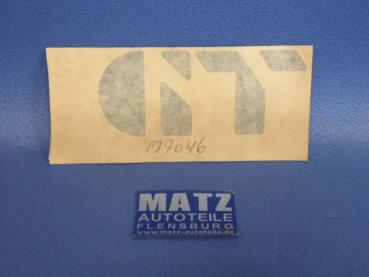 GT
177046
MATZ
AUTOTEILE
FLENSBURG
www.matz-autoteile.de